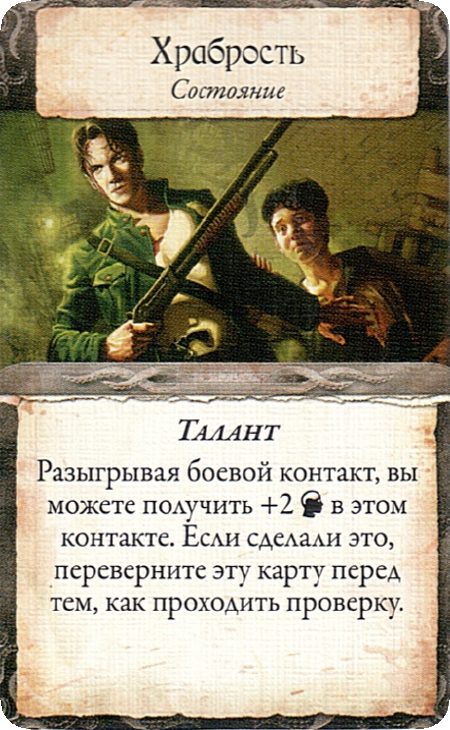 Храбрость
Состояние
Талант
Разыгрывая боевой контакт, вы
можете получить +2 в этом
контакте. Если сделали это,
переверните эту карту перед
тем, как проходить проверку.